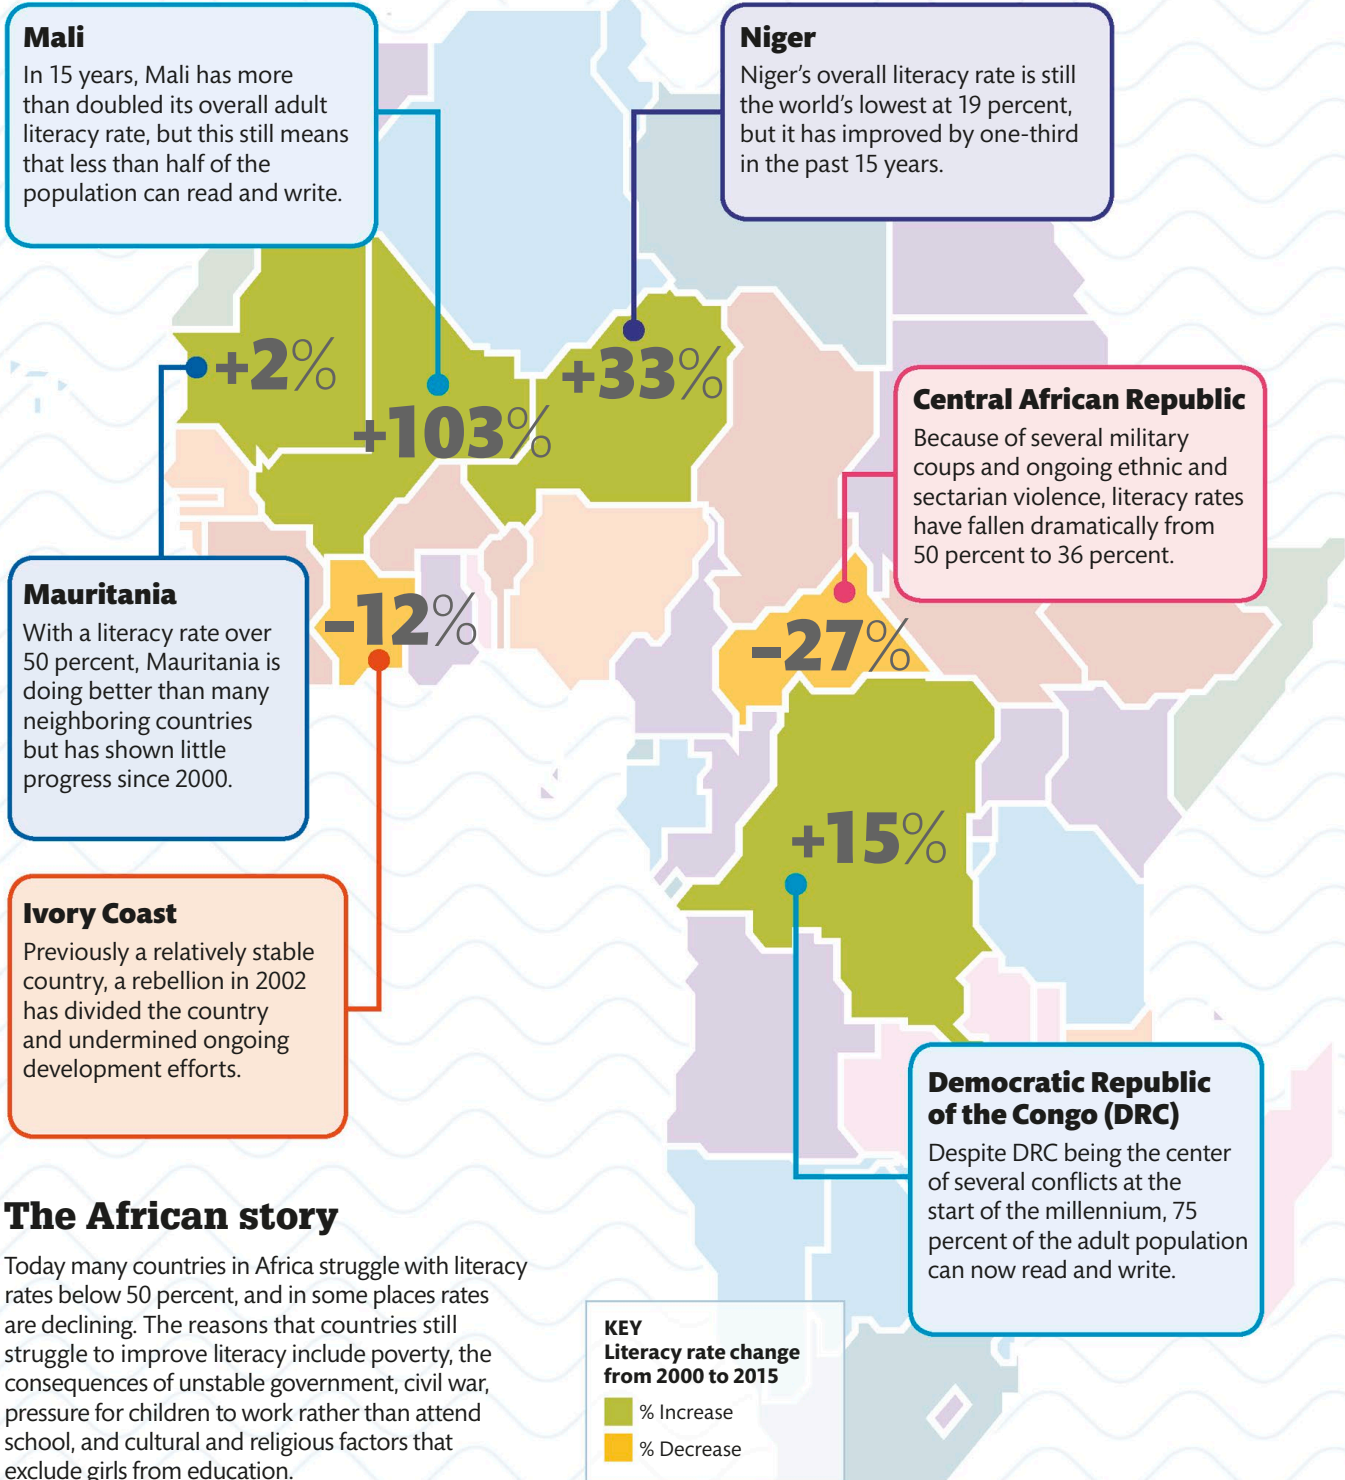 Mali
In 15 years, Mali has more
than doubled its overall adult
literacy rate, but this still means
that less than half of the
population can read and write.
Niger
Niger’s overall literacy rate is still
the world’s lowest at 19 percent,
but it has improved by one-third
in the past 15 years.
+2%
+103%
+33%
Central African Republic
Because of several military
coups and ongoing ethnic and
sectarian violence, literacy rates
have fallen dramatically from
50 percent to 36 percent.
Mauritania
With a literacy rate over
50 percent, Mauritania is
doing better than many
neighboring countries
but has shown little
progress since 2000.
–12%
–27%
+15%
Ivory Coast
Previously a relatively stable
country, a rebellion in 2002
has divided the country
and undermined ongoing
development efforts.
Democratic Republic
of the Congo (DRC)
Despite DRC being the center
of several conflicts at the
start of the millennium, 75
percent of the adult population
can now read and write.
The African story
Today many countries in Africa struggle with literacy
rates below 50 percent, and in some places rates
are declining. The reasons that countries still
struggle to improve literacy include poverty, the
consequences of unstable government, civil war,
pressure for children to work rather than attend
school, and cultural and religious factors that
exclude girls from education.
KEY
Literacy rate change
from 2000 to 2015
% Increase
% Decrease